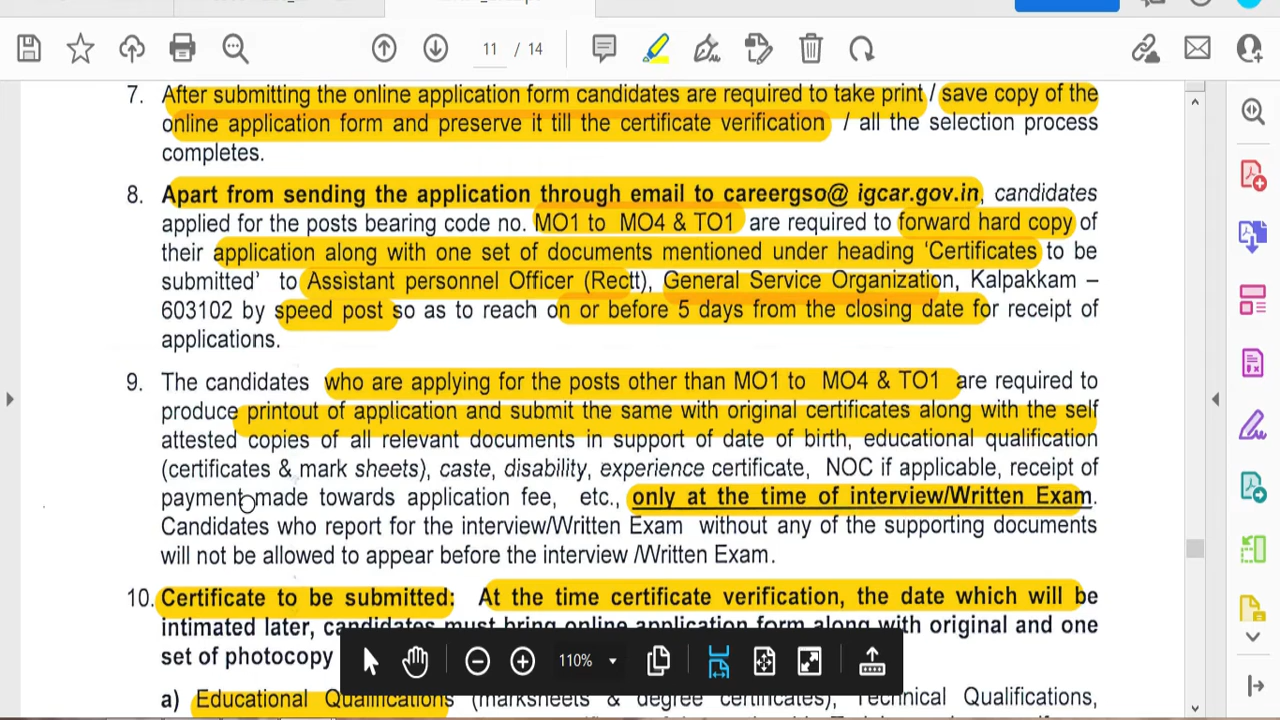 11 / 14
7. After submitting the online application form candidates are required to take print / save copy of the
online application form and preserve it till the certificate verification / all the selection process
completes.
8. Apart from sending the application through email to careergso@ igcar.gov.in, candidates
applied for the posts bearing code no. MO1 to MO4 & TO1 are required to forward hard copy of
their application along with one set of documents mentioned under heading ‘Certificates to be
submitted’ to Assistant personnel Officer (Rectt), General Service Organization, Kalpakkam –
603102 by speed post so as to reach on or before 5 days from the closing date for receipt of
applications.
9. The candidates who are applying for the posts other than MO1 to MO4 & TO1 are required to
produce printout of application and submit the same with original certificates along with the self
attested copies of all relevant documents in support of date of birth, educational qualification
(certificates & mark sheets), caste, disability, experience certificate, NOC if applicable, receipt of
payment made towards application fee, etc., only at the time of interview/Written Exam.
Candidates who report for the interview/Written Exam without any of the supporting documents
will not be allowed to appear before the interview /Written Exam.
10. Certificate to be submitted: At the time certificate verification, the date which will be
intimated later, candidates must bring online application form along with original and one
set of photocopy
110%
a) Educational Qualifications (marksheets & degree certificates), Technical Qualifications,